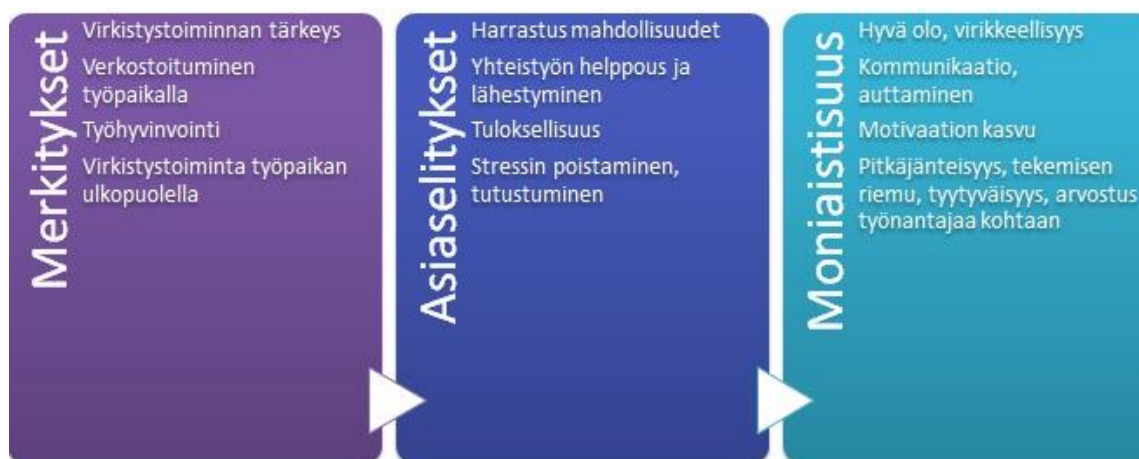 Merkitykset
Virkistystoiminnan tärkeys
Verkostoituminen
työpaikalla
Työhyvinvointi
Virkistystoiminta työpaikan
ulkopuolella
Asiaselitykset
Harrastus mahdollisuudet
Yhteistyön helppous ja
lähestyminen
Tuloksellisuus
Stressin poistaminen,
tutustuminen
Moniaistisuus
Hyvä olo, virikkeellisyys
Kommunikaatio,
auttaminen
Motivaation kasvu
Pitkäjänteisyys, tekemisen
riemu, tyytyväisyys, arvostus
työnantajaa kohtaan